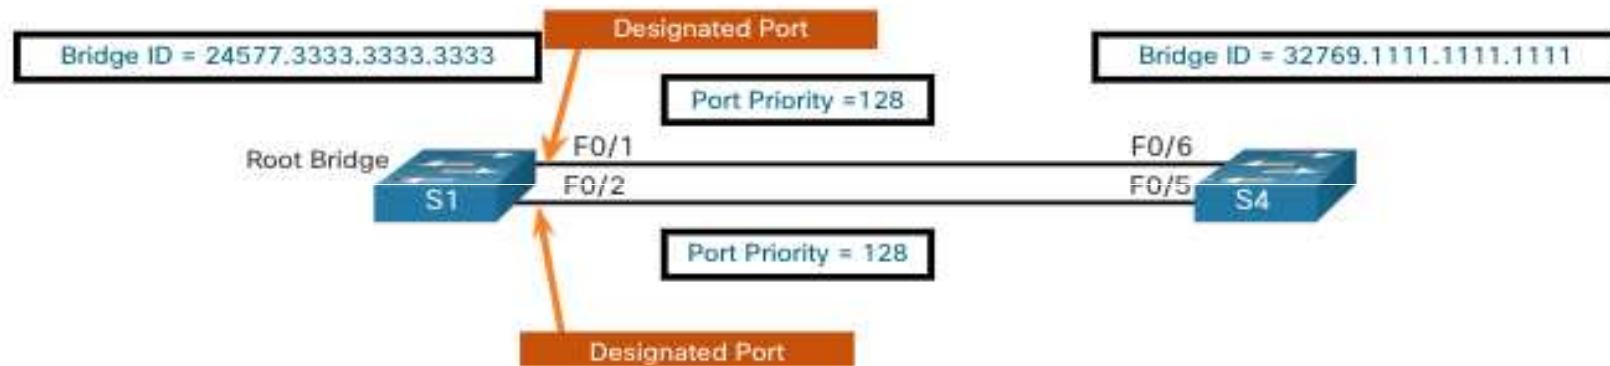 Designated Port
Bridge ID = 24577.3333.3333.3333
Bridge ID = 32769.1111.1111.1111
Port Priority =128
Root Bridge
F0/1
F0/6
S1
F0/2
F0/5
S4
Port Priority = 128
Designated Port